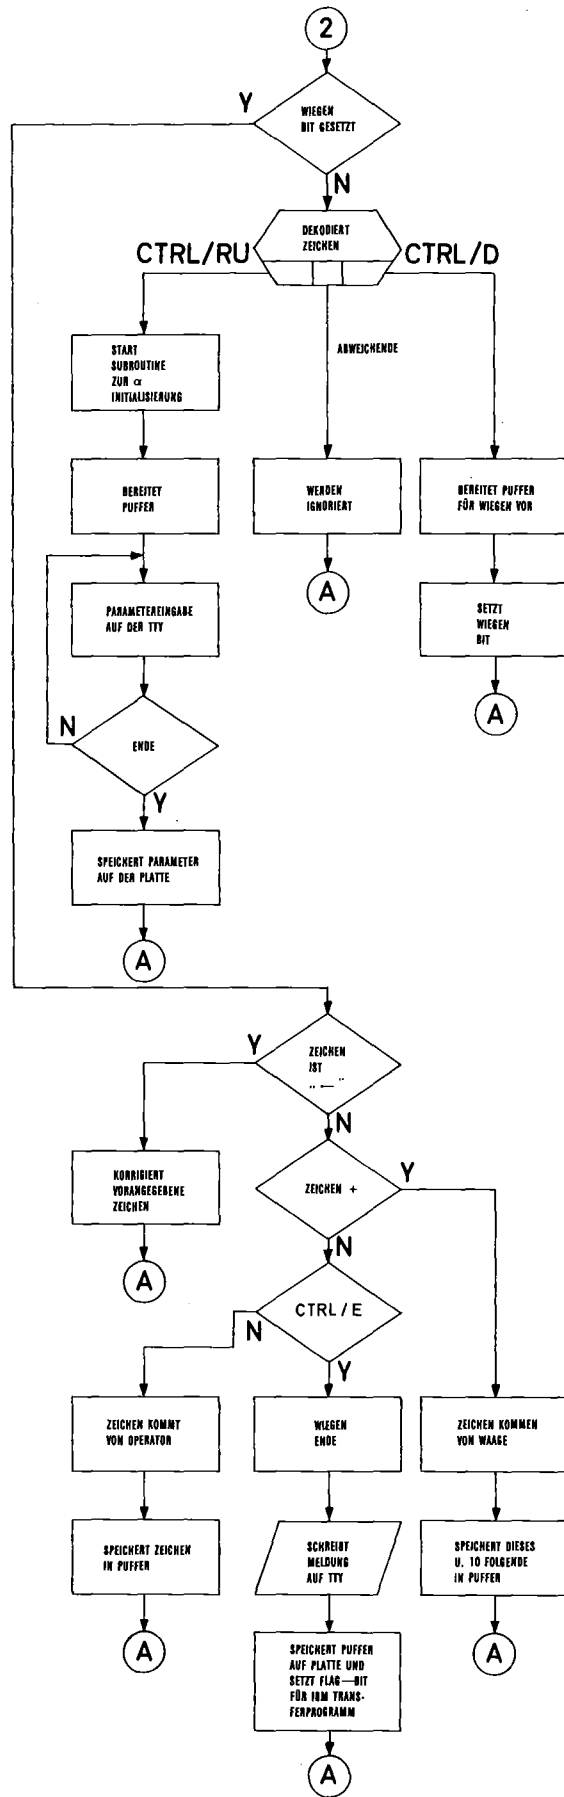 2
Y
WIEGEN
BIT GESETZT
N
DEKODIERT
ZEICHEN
CTRL/RU
CTRL/D
START
SUBROUTINE
ZUR α
INITIALISIERUNG
ABWEICHENDE
BEREITET
PUFFER
WERDEN
IGNORIERT
BEREITET PUFFER
FÜR WIEGEN VOR
A
PARAMETEREINGABE
AUF DER TTY
SETZT
WIEGEN
BIT
A
N
ENDE
Y
SPEICHERT PARAMETER
AUF DER PLATTE
A
Y
ZEICHEN
IST
„ — "
N
KORRIGIERT
VORANGEGEBENE
ZEICHEN
ZEICHEN +
Y
A
N
CTRL/E
N
Y
ZEICHEN KOMMT
VON OPERATOR
WIEGEN
ENDE
ZEICHEN KOMMEN
VON WAAGE
SPEICHERT ZEICHEN
IN PUFFER
SCHREIBT
MELDUNG
AUF TTY
SPEICHERT DIESES
U. 10 FOLGENDE
IN PUFFER
A
A
SPEICHERT PUFFER
AUF PLATTE UND
SETZT FLAG—BIT
FÜR IBM TRANS-
FERPROGRAMM
A